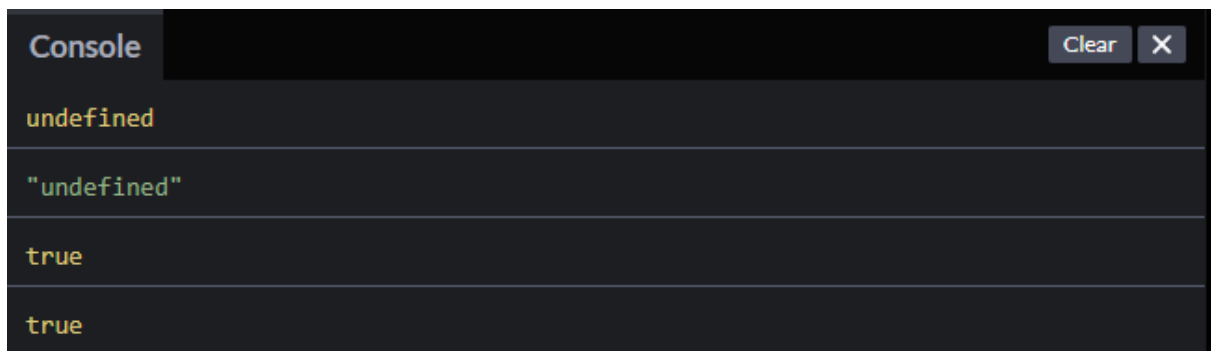 Console
Clear X
undefined
"undefined"
true
true